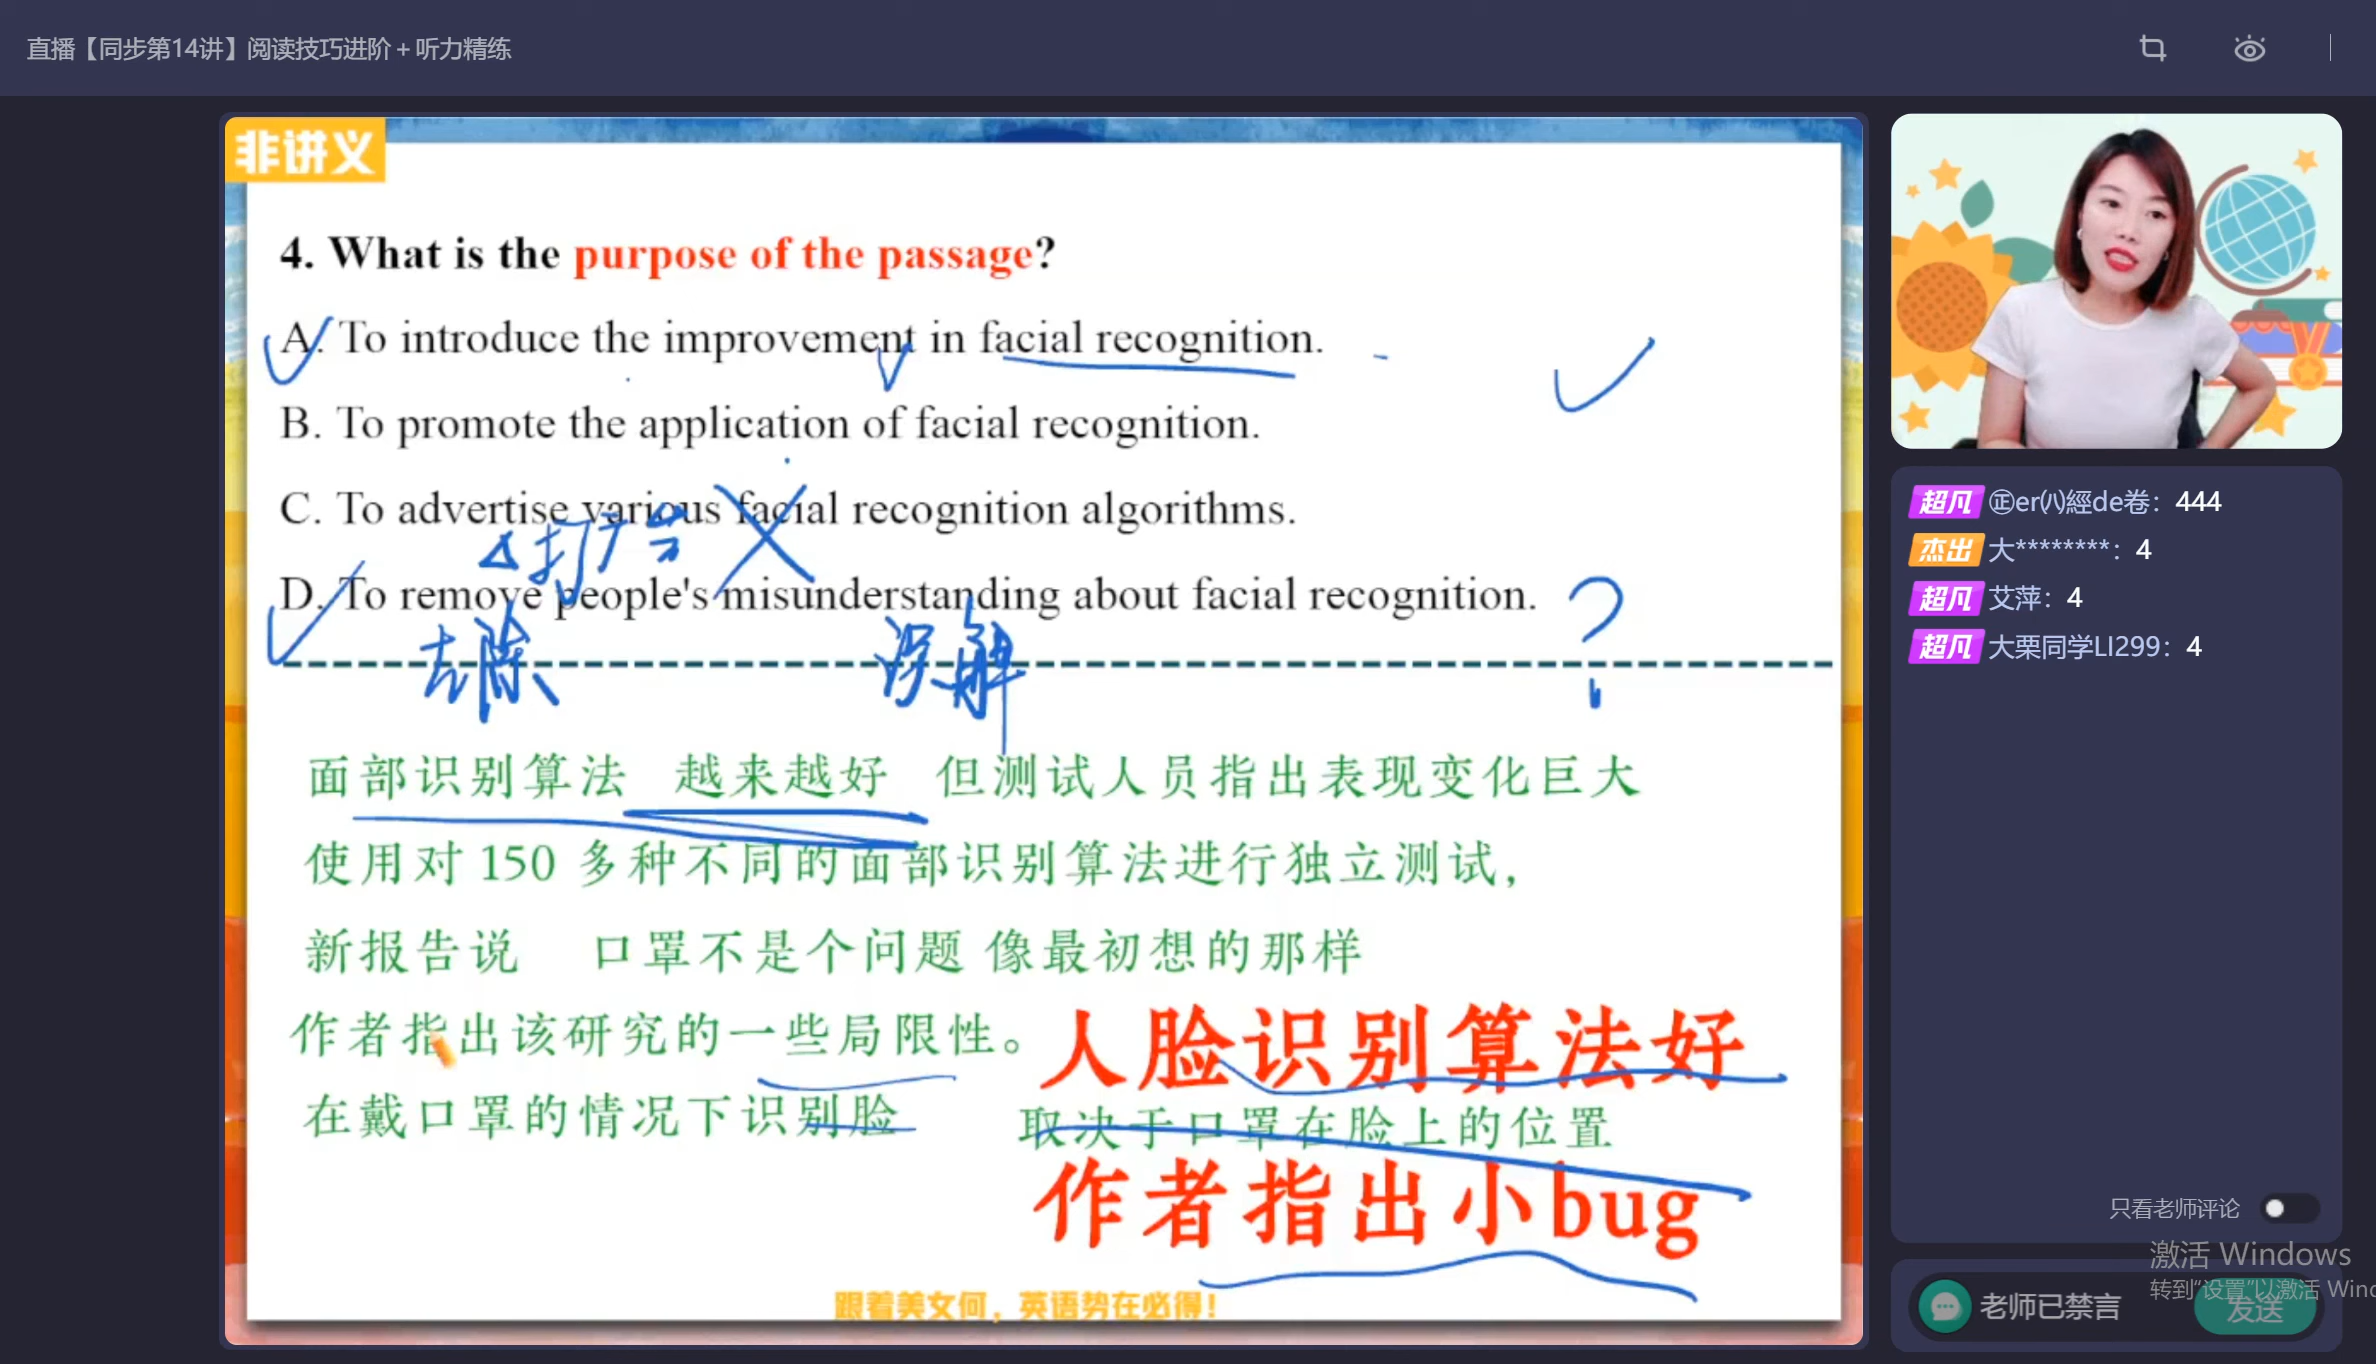 直播【同步第14讲】阅读技巧进阶＋听力精练
非讲义
4. What is the purpose of the passage?
A. To introduce the improvement in facial recognition.
B. To promote the application of facial recognition.
C. To advertise various facial recognition algorithms.
打广告
D. To remove people's misunderstanding about facial recognition.
去除 误解
面部识别算法 越来越好 但测试人员指出表现变化巨大
使用对 150 多种不同的面部识别算法进行独立测试，
新报告说 口罩不是个问题 像最初想的那样
作者指出该研究的一些局限性。
人脸识别算法好
在戴口罩的情况下识别脸 取决于口罩在脸上的位置
作者指出小bug
跟着美女何，英语势在必得！
超凡 ㊣er㈧經de卷：444
杰出 大********：4
超凡 艾萍：4
超凡 大栗同学LI299：4
只看老师评论
激活 Windows
转到"设置"以激活 Winc
老师已禁言 发送